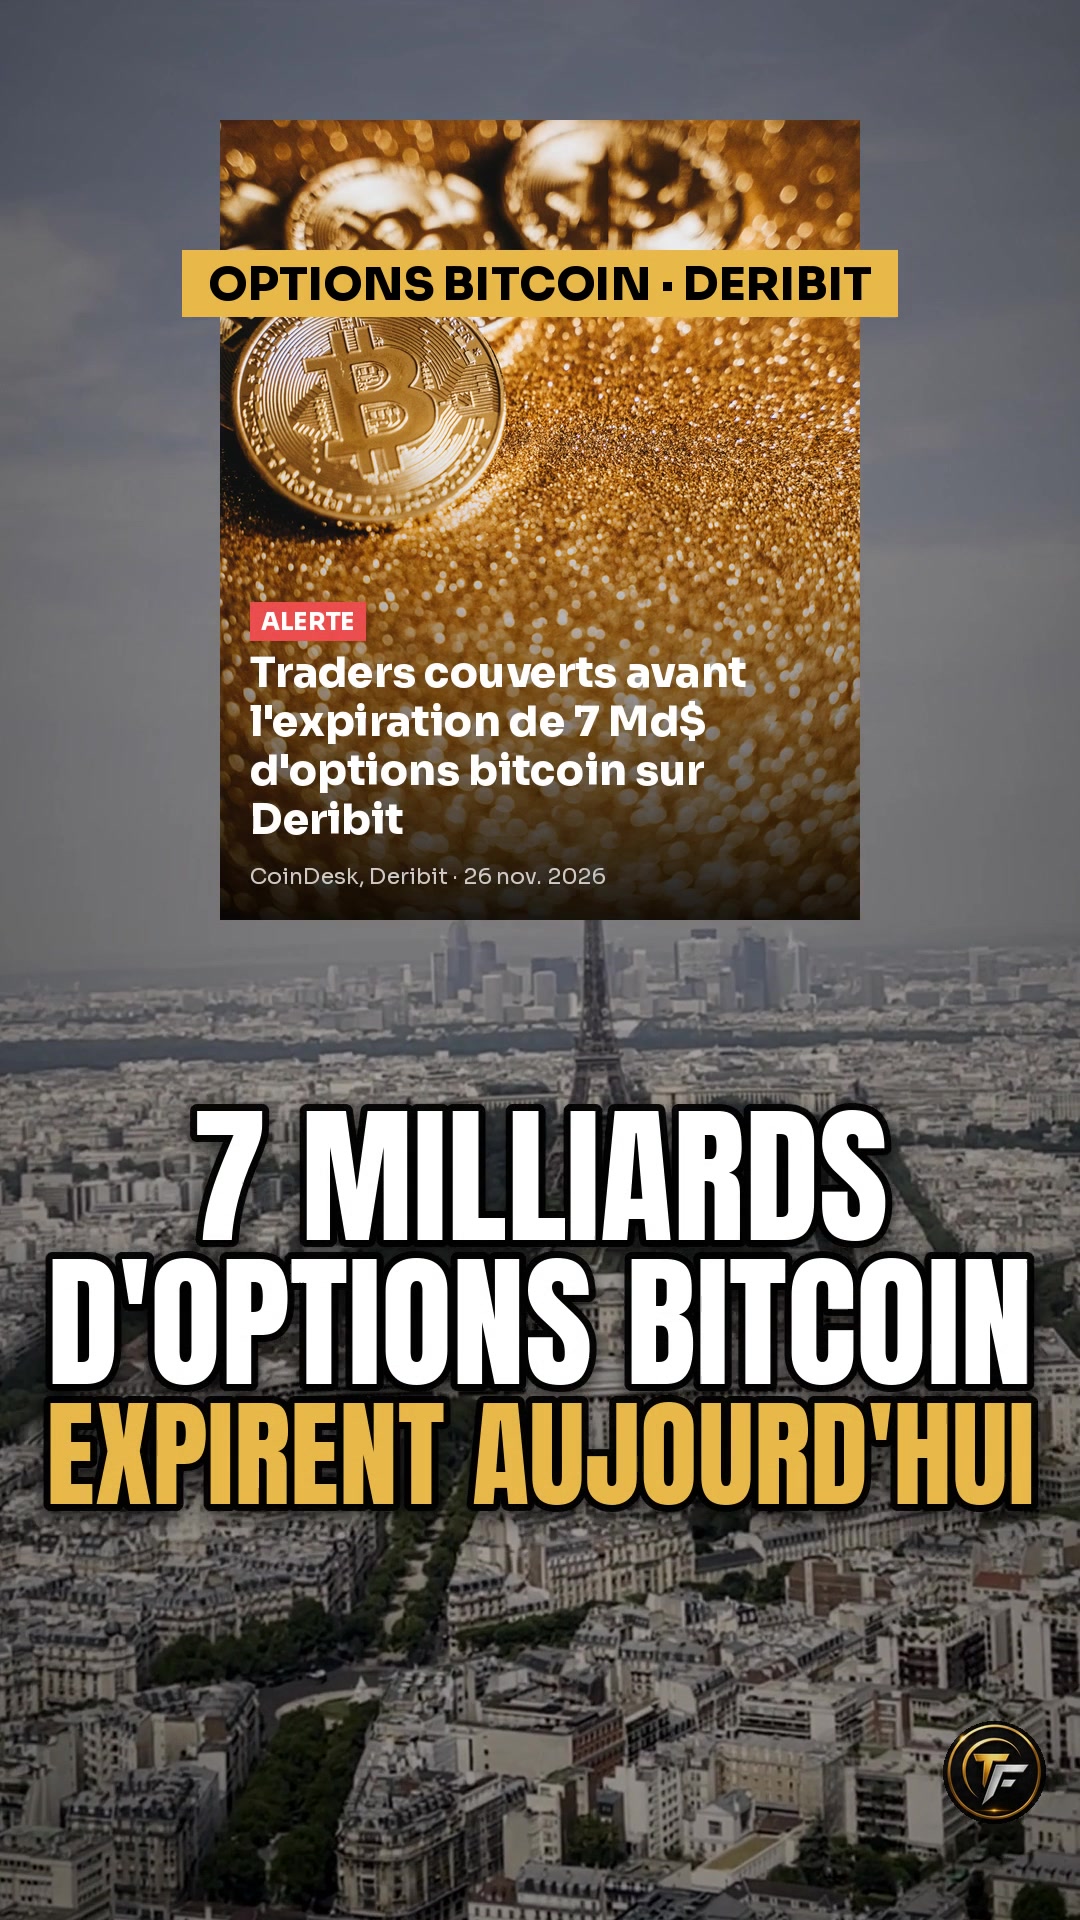 OPTIONS BITCOIN · DERIBIT
ALERTE
Traders couverts avant
l'expiration de 7 Md$
d'options bitcoin sur
Deribit
CoinDesk, Deribit · 26 nov. 2026
7 MILLIARDS
D'OPTIONS BITCOIN
EXPIRENT AUJOURD'HUI
TF